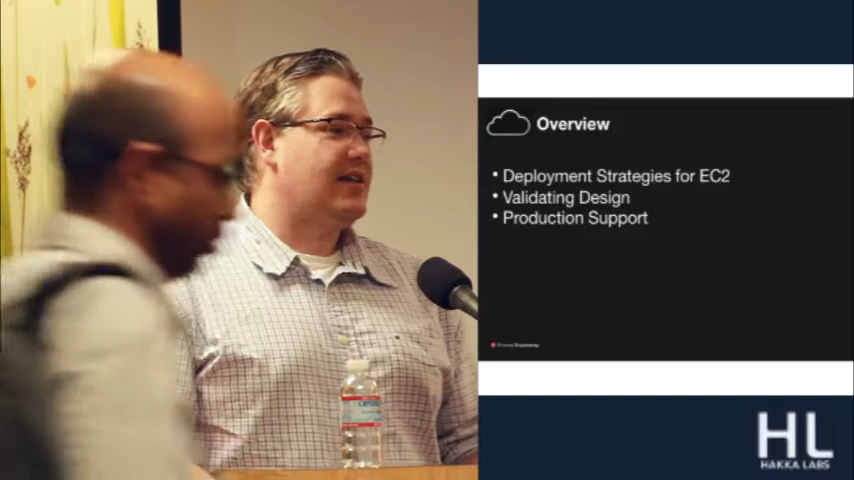 Overview
• Deployment Strategies for EC2
• Validating Design
• Production Support
HL
HAKKA LABS